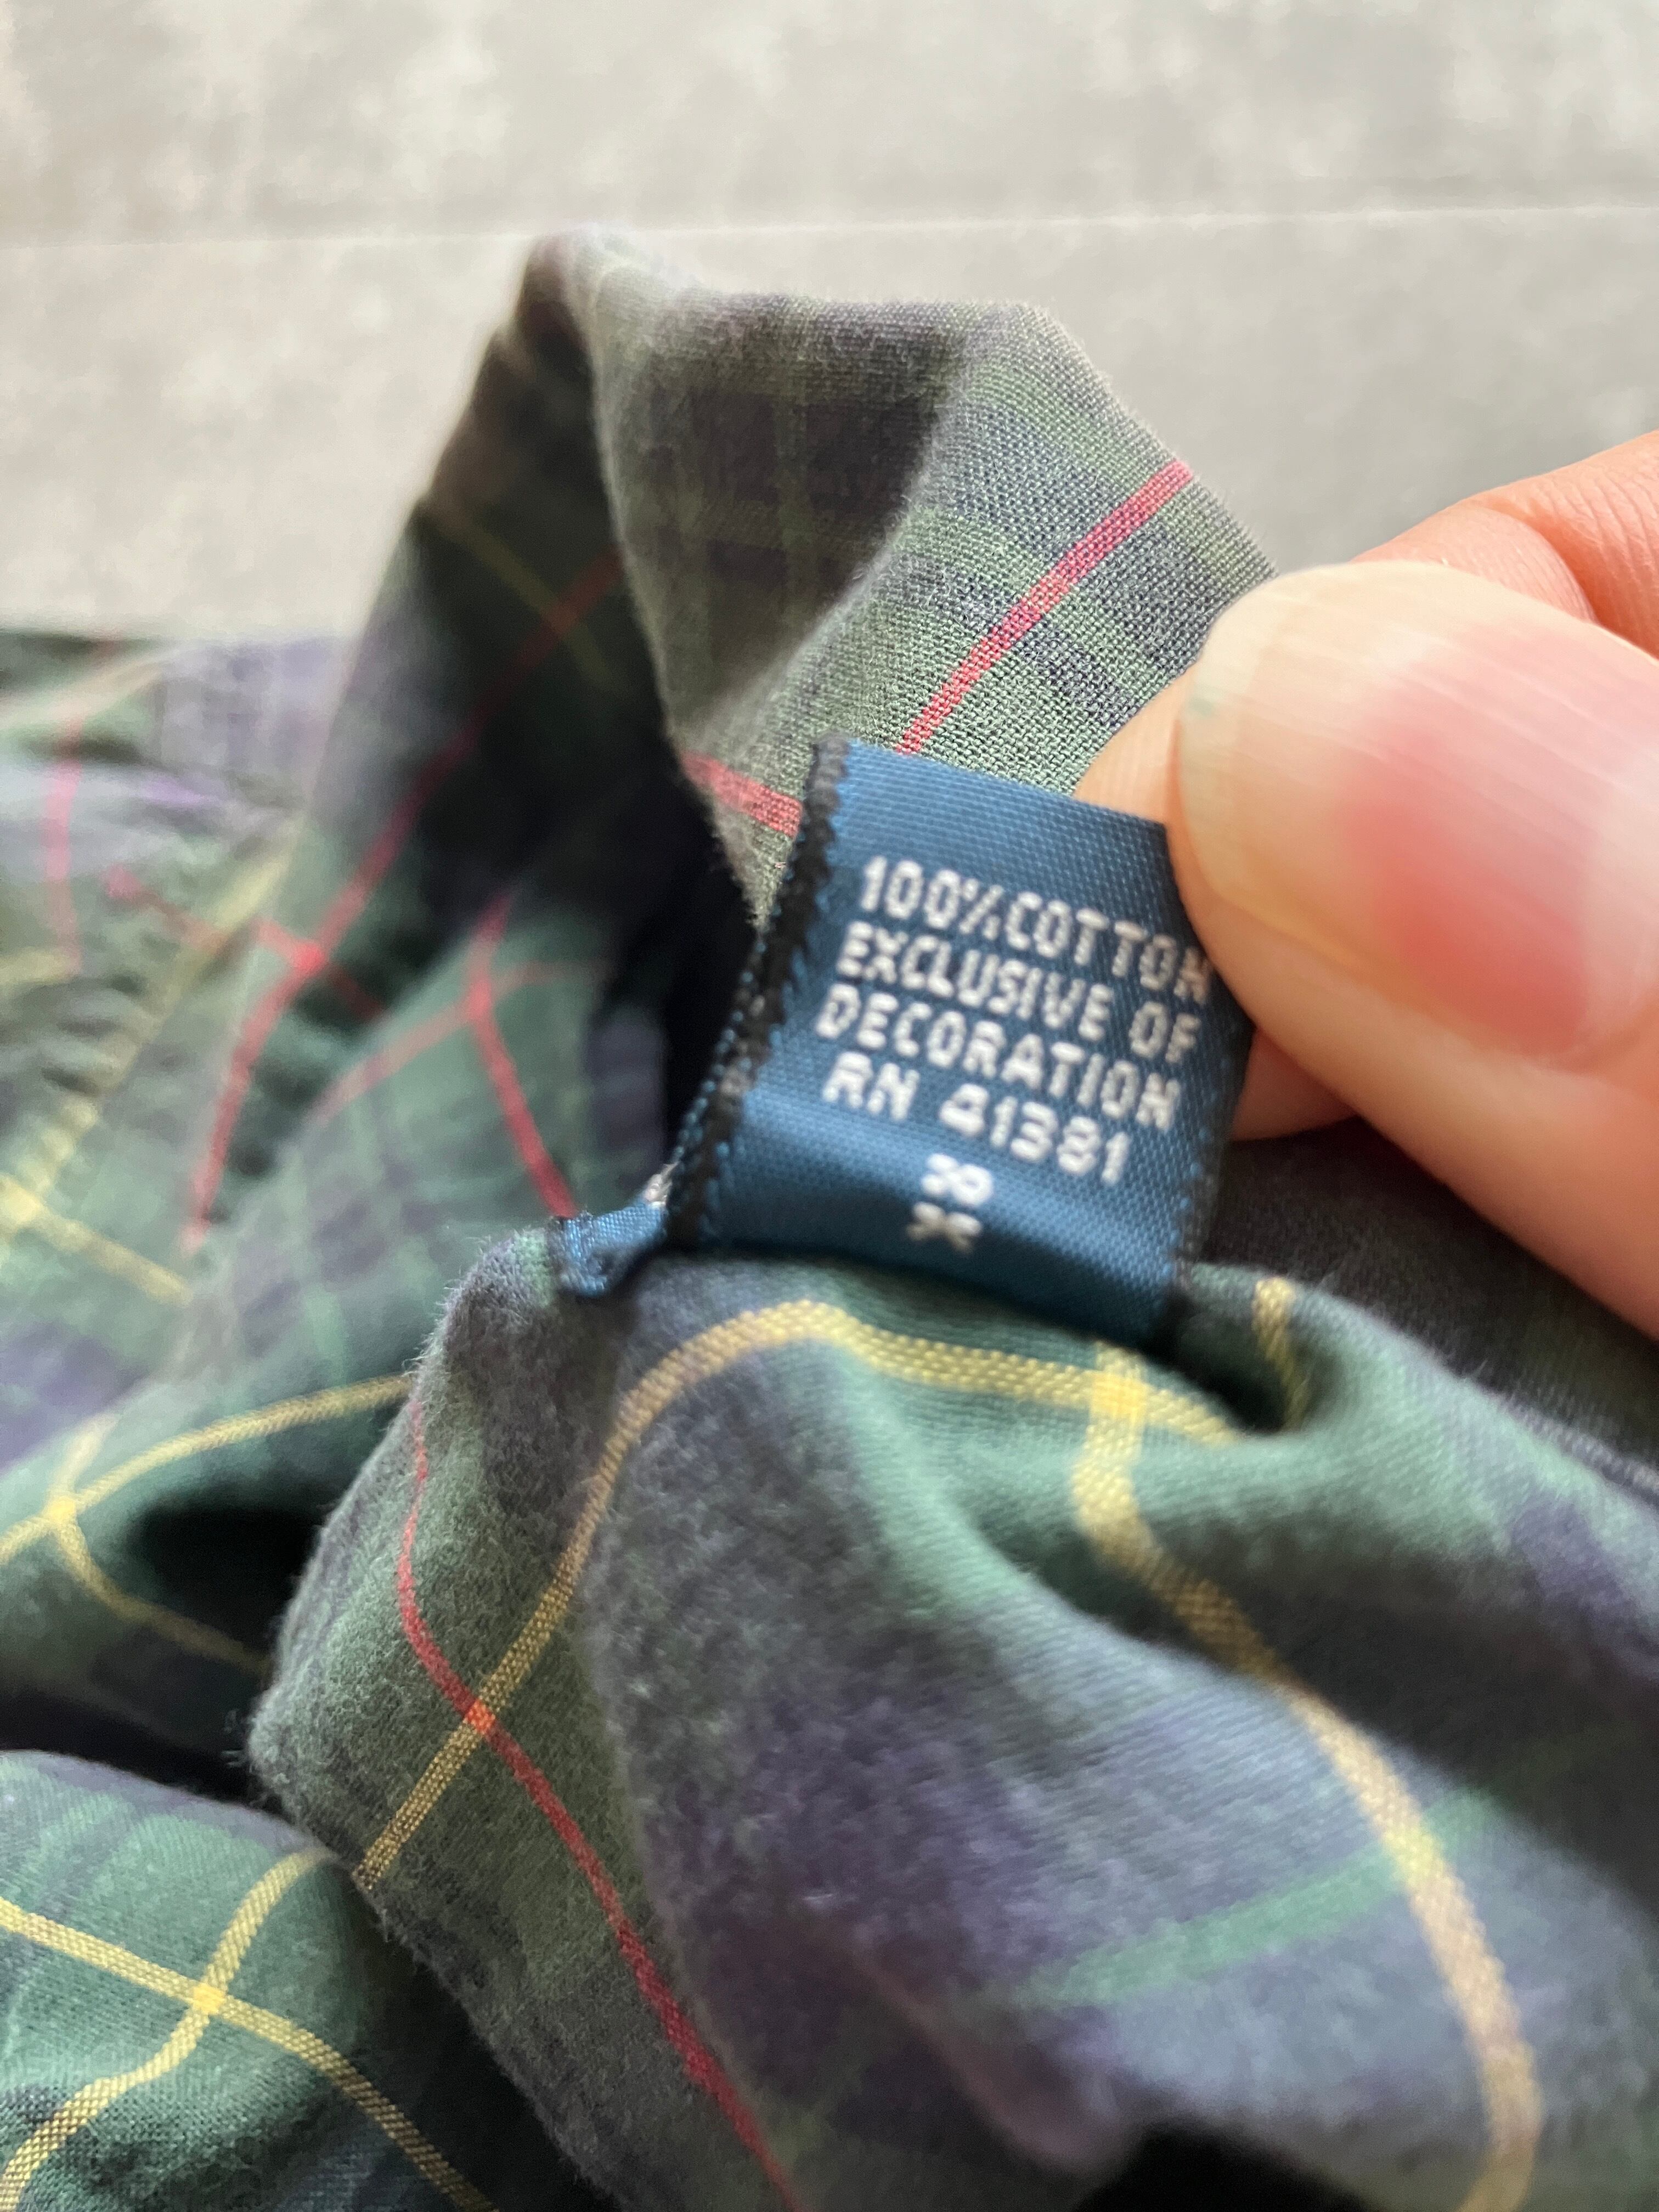 100%COTTON
EXCLUSIVE OF
DECORATION
RN 41381